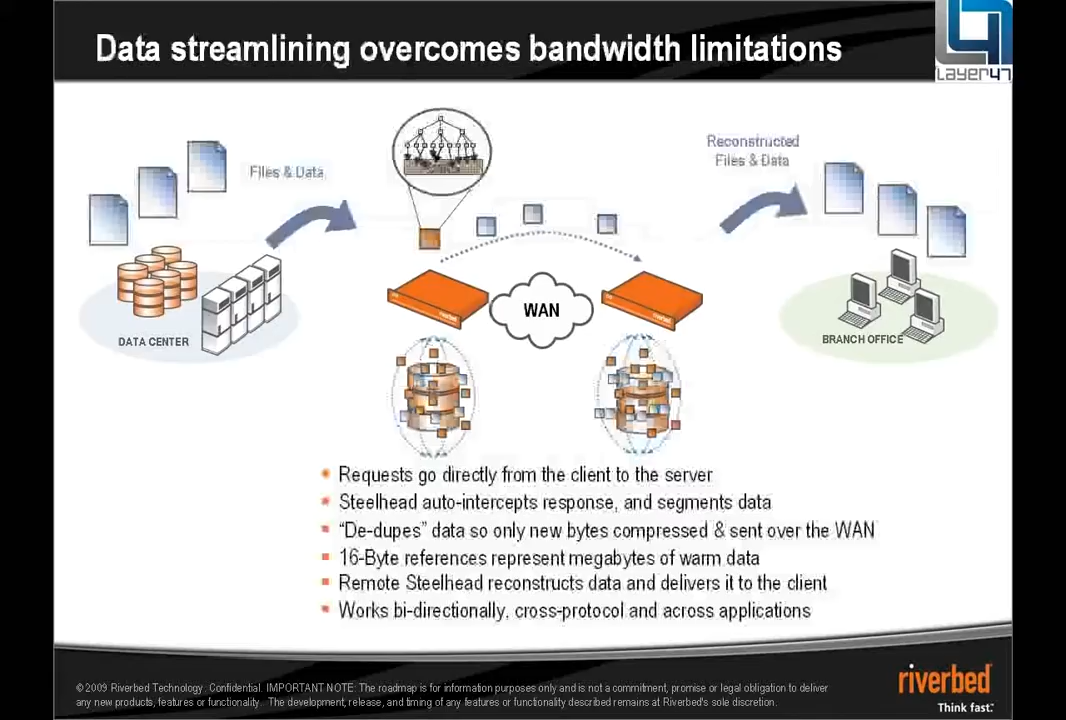 Data streamlining overcomes bandwidth limitations
Layer47
Files & Data
Reconstructed
Files & Data
WAN
riverbed
DATA CENTER
BRANCH OFFICE
Requests go directly from the client to the server
Steelhead auto-intercepts response, and segments data
“De-dupes” data so only new bytes compressed & sent over the WAN
16-Byte references represent megabytes of warm data
Remote Steelhead reconstructs data and delivers it to the client
Works bi-directionally, cross-protocol and across applications
© 2009 Riverbed Technology. Confidential. IMPORTANT NOTE: The roadmap is for information purposes only and is not a commitment, promise or legal obligation to deliver
any new products, features or functionality. The development, release, and timing of any features or functionality described remains at Riverbed's sole discretion.
riverbed
Think fast.™